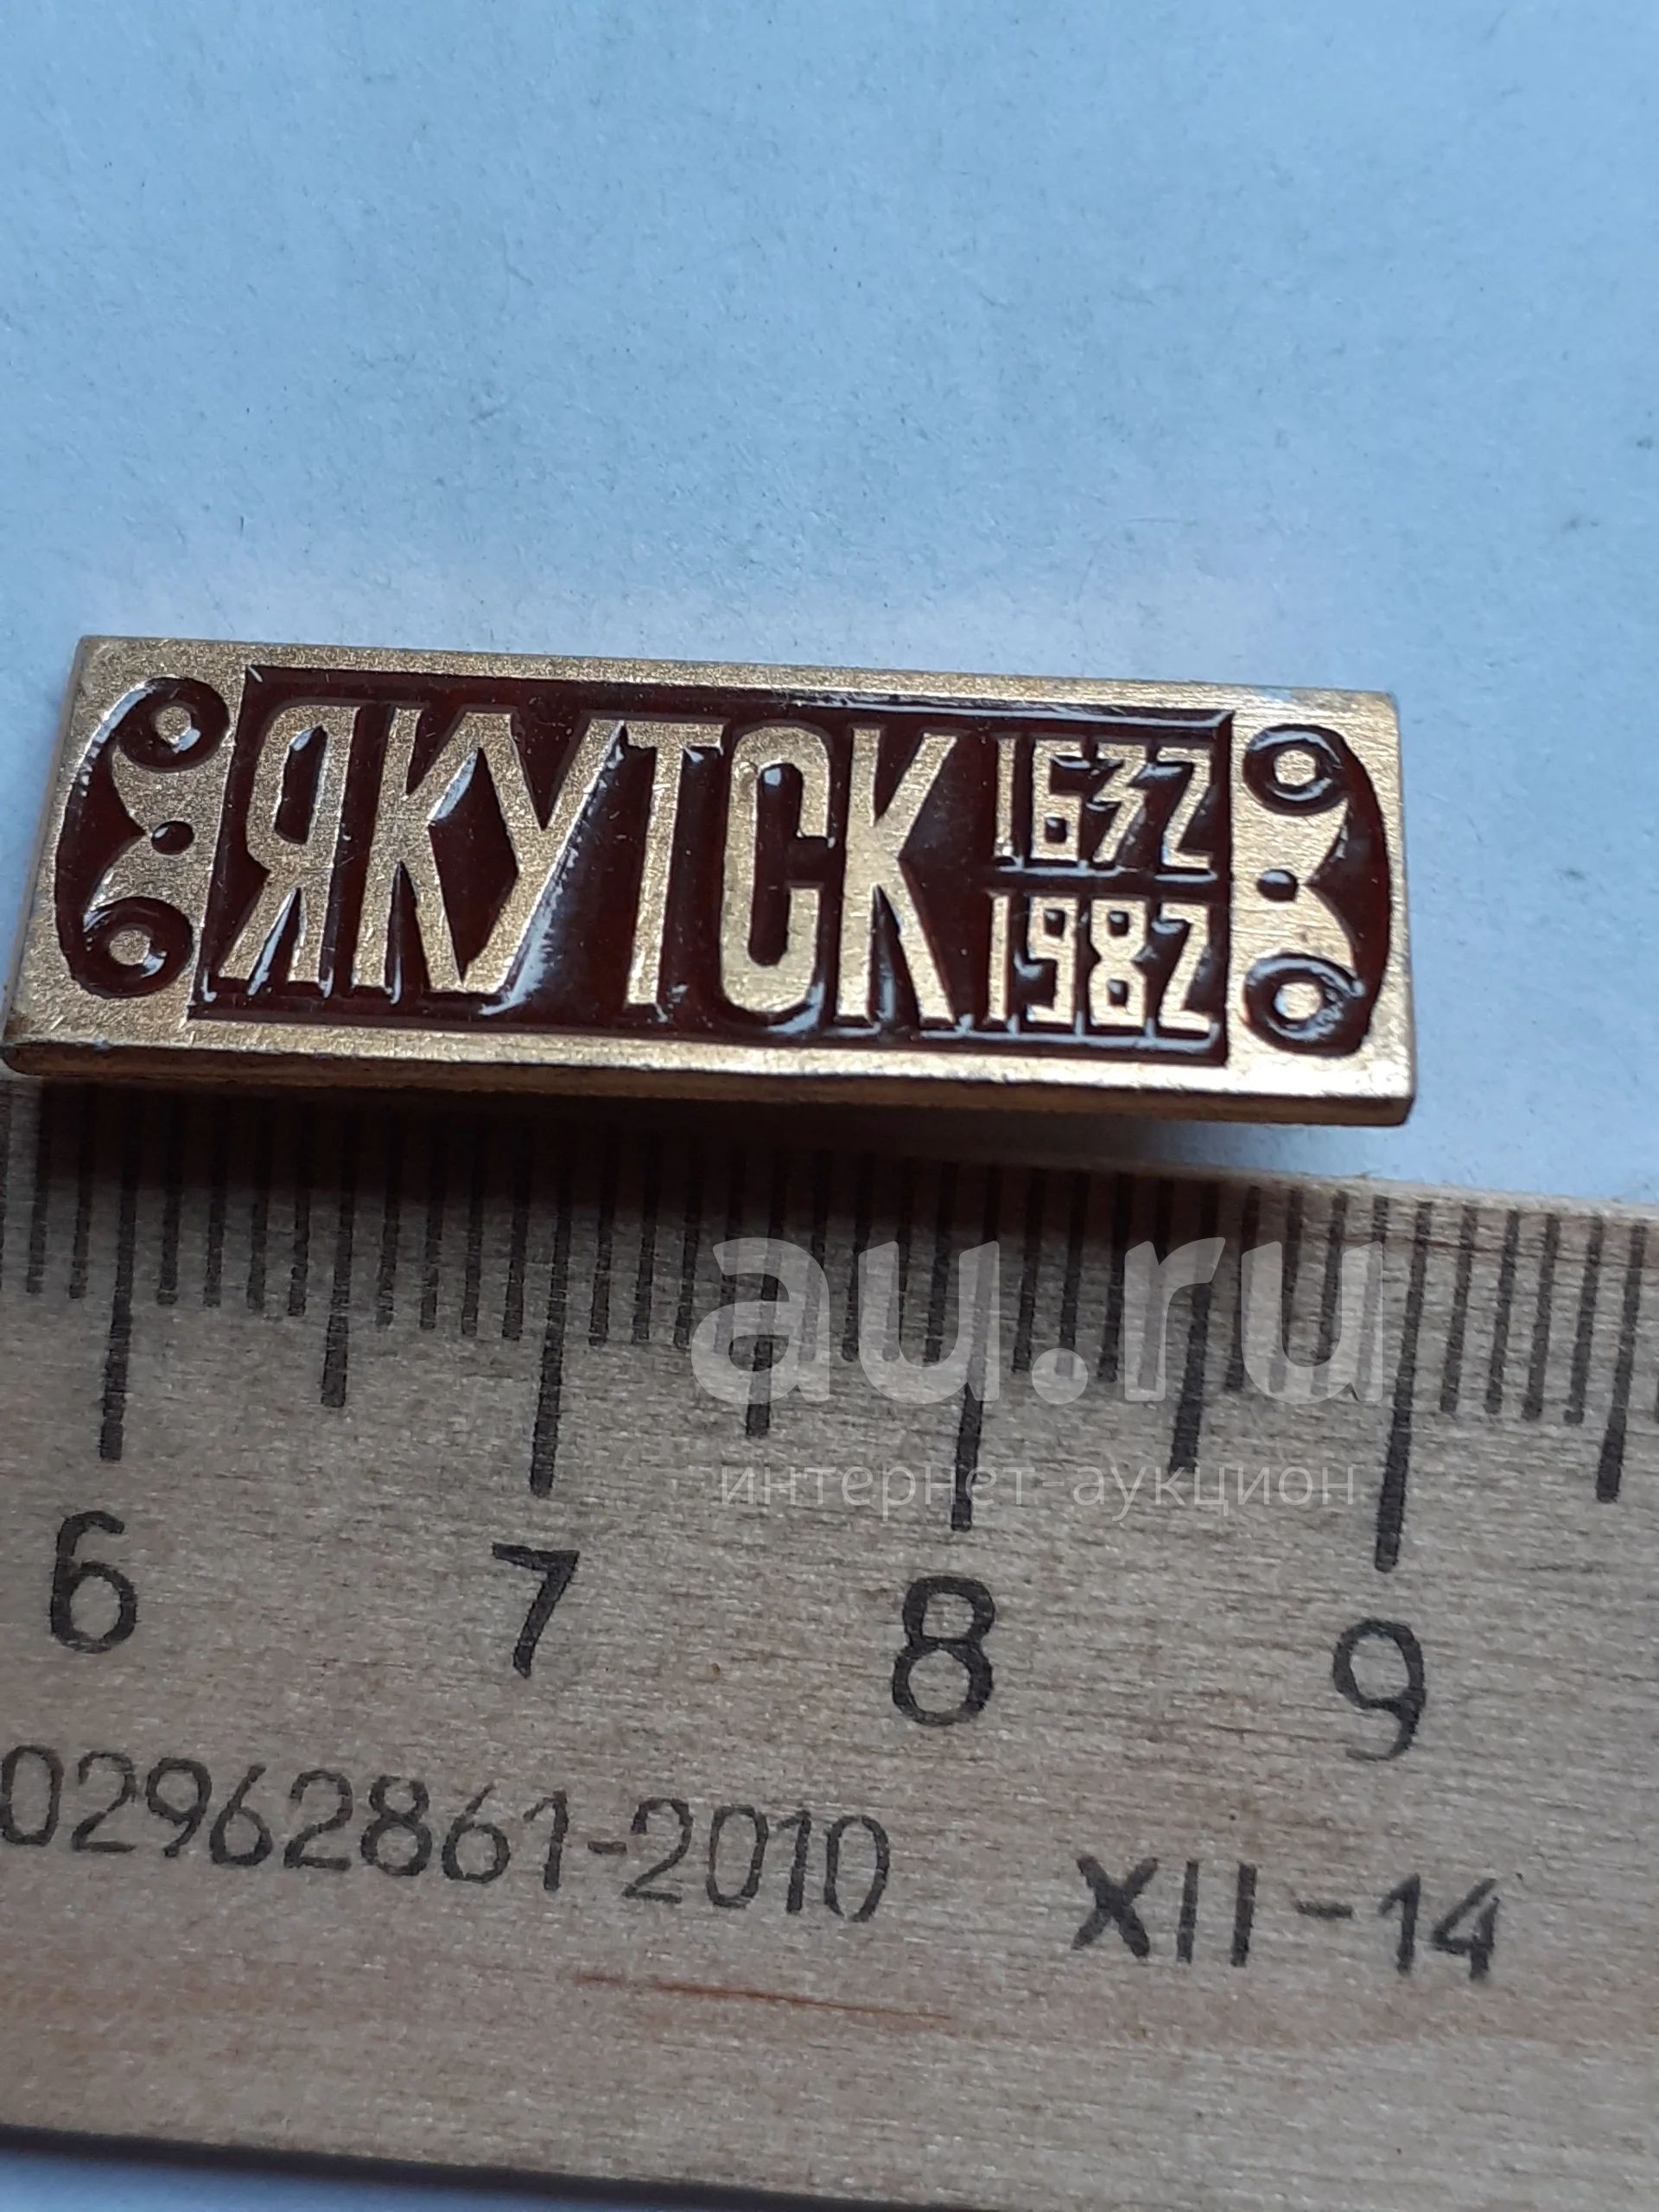 ЯКУТСК
1632
1982
au.ru
интернет-аукцион
6 7 8 9
02962861-2010 XII-14